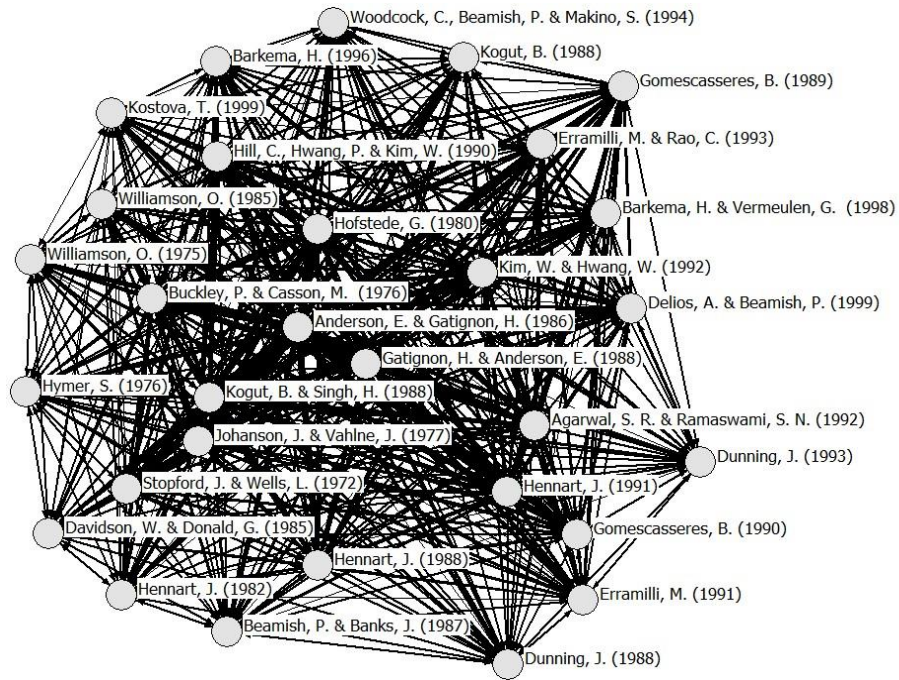 Woodcock, C., Beamish, P. & Makino, S. (1994)
Kogut, B. (1988)
Barkema, H. (1996)
Gomescasseres, B. (1989)
Kostova, T. (1999)
Erramilli, M. & Rao, C. (1993)
Hill, C., Hwang, P. & Kim, W. (1990)
Williamson, O. (1985)
Barkema, H. & Vermeulen, G. (1998)
Hofstede, G. (1980)
Williamson, O. (1975)
Kim, W. & Hwang, W. (1992)
Buckley, P. & Casson, M. (1976)
Delios, A. & Beamish, P. (1999)
Anderson, E. & Gatignon, H. (1986)
Gatignon, H. & Anderson, E. (1988)
Hymer, S. (1976)
Kogut, B. & Singh, H. (1988)
Agarwal, S. R. & Ramaswami, S. N. (1992)
Johanson, J. & Vahlne, J. (1977)
Dunning, J. (1993)
Stopford, J. & Wells, L. (1972)
Hennart, J. (1991)
Davidson, W. & Donald, G. (1985)
Gomescasseres, B. (1990)
Hennart, J. (1988)
Hennart, J. (1982)
Erramilli, M. (1991)
Beamish, P. & Banks, J. (1987)
Dunning, J. (1988)